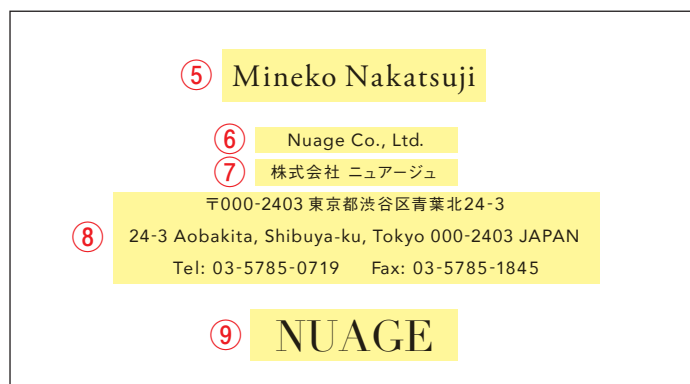 ⑤ Mineko Nakatsuji
⑥ Nuage Co., Ltd.
⑦ 株式会社 ニュアージュ
〒000-2403 東京都渋谷区青葉北24-3
⑧ 24-3 Aobakita, Shibuya-ku, Tokyo 000-2403 JAPAN
Tel: 03-5785-0719 Fax: 03-5785-1845
⑨ NUAGE